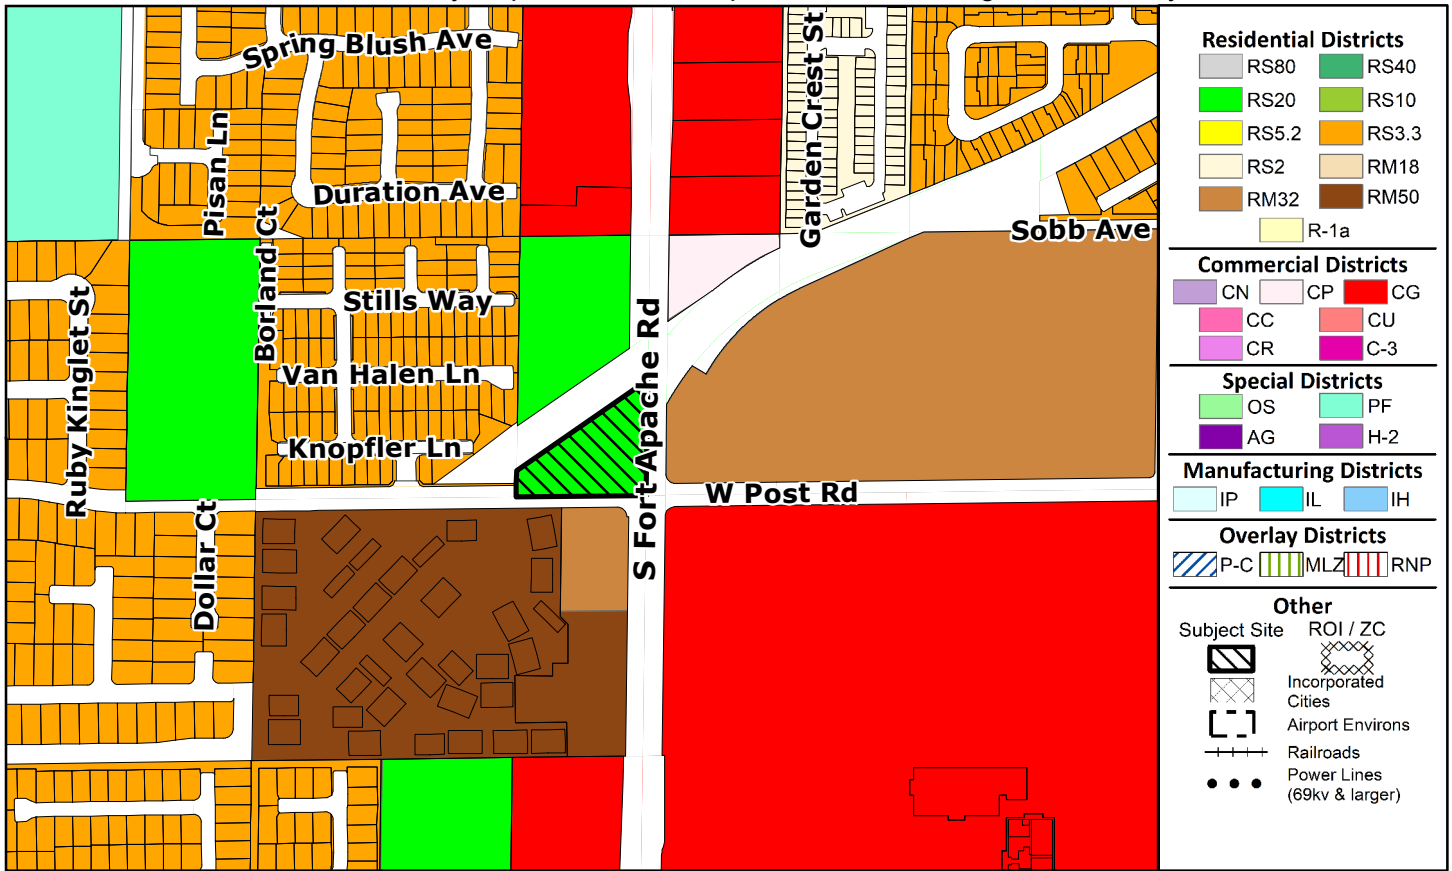 Spring Blush Ave
Garden Crest St
Pisan Ln
Duration Ave
Borland Ct
Sobb Ave
Stills Way
Ruby Kinglet St
Van Halen Ln
S Fort Apache Rd
Knopfler Ln
W Post Rd
Dollar Ct
Residential Districts
RS80 RS40
RS20 RS10
RS5.2 RS3.3
RS2 RM18
RM32 RM50
R-1a
Commercial Districts
CN CP CG
CC CU
CR C-3
Special Districts
OS PF
AG H-2
Manufacturing Districts
IP IL IH
Overlay Districts
P-C MLZ RNP
Other
Subject Site ROI / ZC
Incorporated
Cities
Airport Environs
Railroads
Power Lines
(69kv & larger)